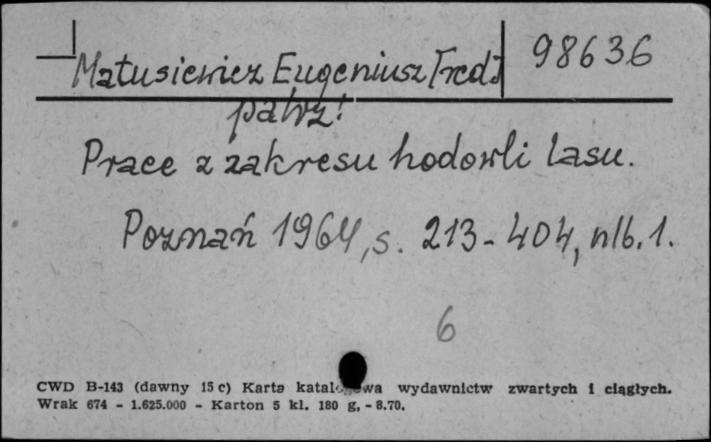 Matusiewicz Eugeniusz [red.]
98636
patrz!
Prace z zakresu hodowli lasu.
Poznań 1964, s. 213-404, nlb. 1.
6
CWD B-143 (dawny 15 c) Karta katalogowa wydawnictw zwartych i ciągłych.
Wrak 674 - 1.625.000 - Karton 5 kl. 180 g, - 8.70.